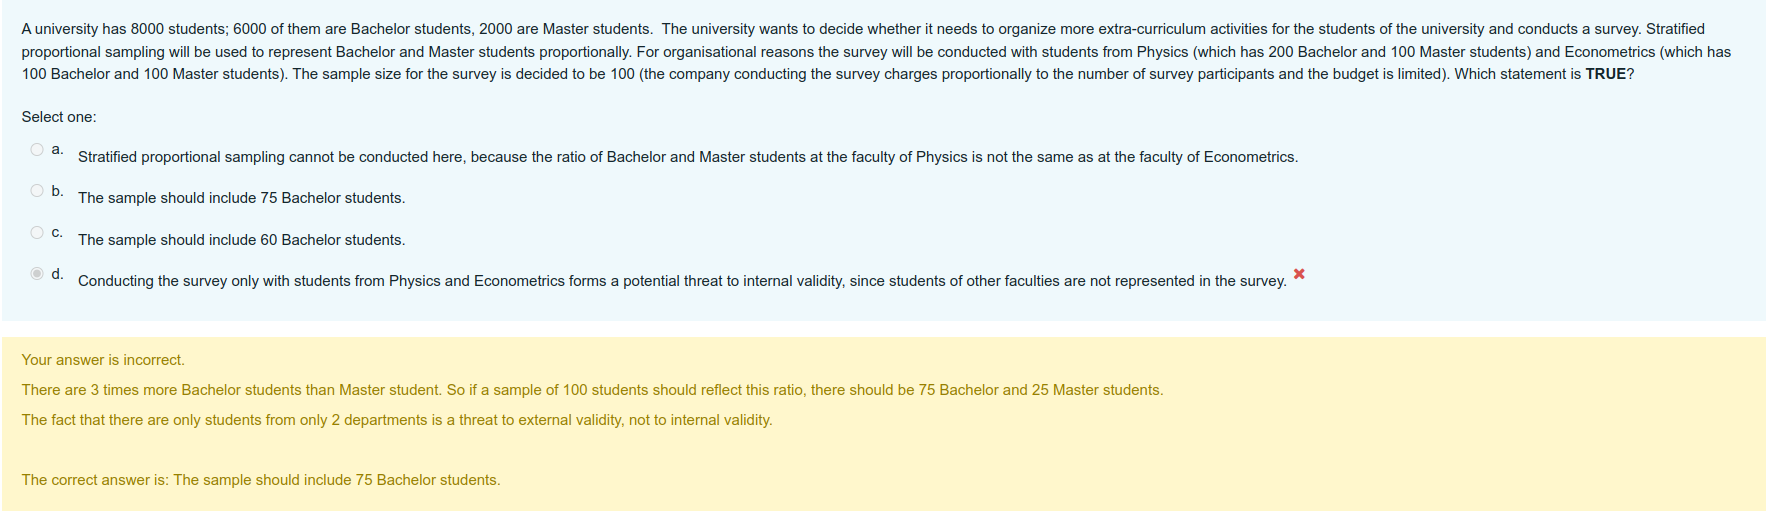 A university has 8000 students; 6000 of them are Bachelor students, 2000 are Master students.  The university wants to decide whether it needs to organize more extra-curriculum activities for the students of the university and conducts a survey. Stratified
proportional sampling will be used to represent Bachelor and Master students proportionally. For organisational reasons the survey will be conducted with students from Physics (which has 200 Bachelor and 100 Master students) and Econometrics (which has
100 Bachelor and 100 Master students). The sample size for the survey is decided to be 100 (the company conducting the survey charges proportionally to the number of survey participants and the budget is limited). Which statement is TRUE?
Select one:
a. Stratified proportional sampling cannot be conducted here, because the ratio of Bachelor and Master students at the faculty of Physics is not the same as at the faculty of Econometrics.
b. The sample should include 75 Bachelor students.
c. The sample should include 60 Bachelor students.
d. Conducting the survey only with students from Physics and Econometrics forms a potential threat to internal validity, since students of other faculties are not represented in the survey.
Your answer is incorrect.
There are 3 times more Bachelor students than Master student. So if a sample of 100 students should reflect this ratio, there should be 75 Bachelor and 25 Master students.
The fact that there are only students from only 2 departments is a threat to external validity, not to internal validity.
The correct answer is: The sample should include 75 Bachelor students.